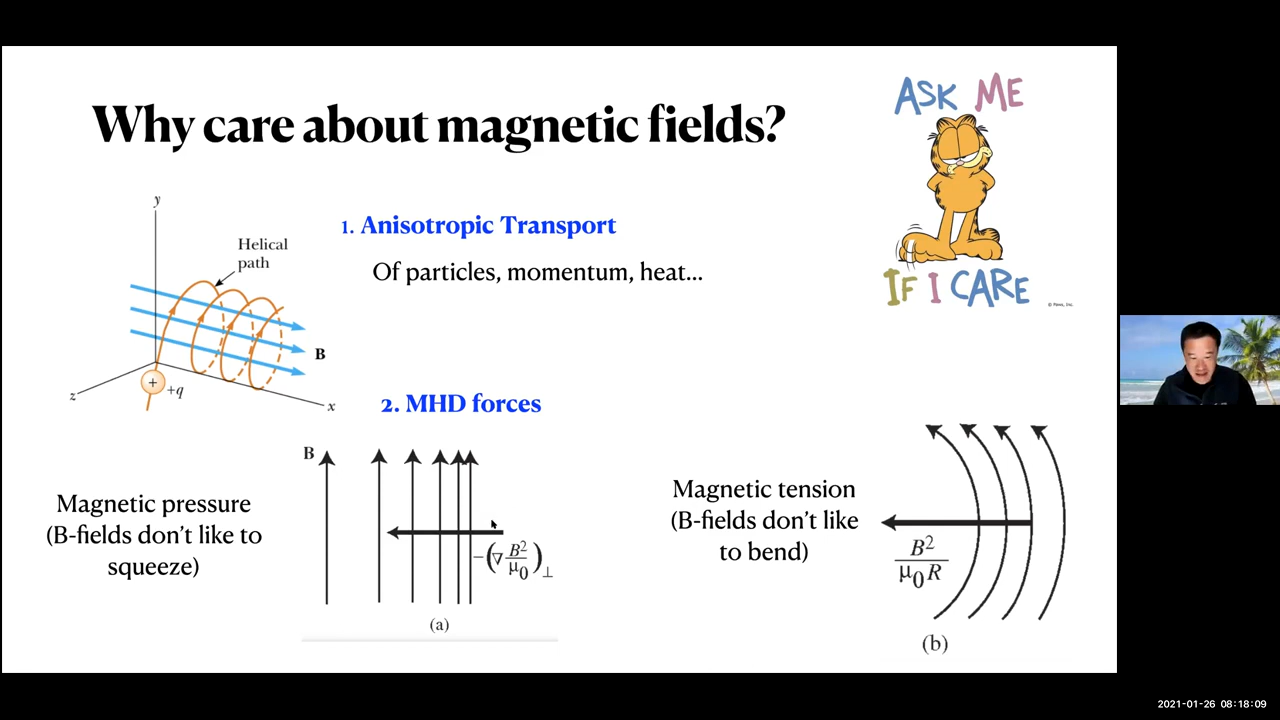 Why care about magnetic fields?
ASK ME
IF I CARE
© Paws, Inc.
1. Anisotropic Transport
Of particles, momentum, heat...
y
Helical
path
B
+
+q
z
x
2. MHD forces
Magnetic pressure
(B-fields don't like to
squeeze)
B
−(∇ B²/μ₀)⊥
(a)
Magnetic tension
(B-fields don't like
to bend)
B²/μ₀R
(b)
2021-01-26 08:18:09